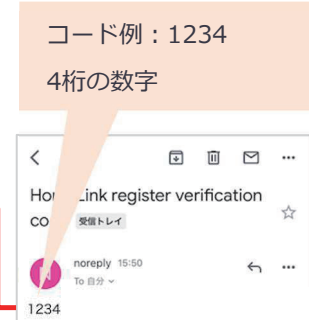 コード例：1234
4桁の数字
Ho Link register verification
co 受信トレイ
noreply 15:50
To 自分
1234